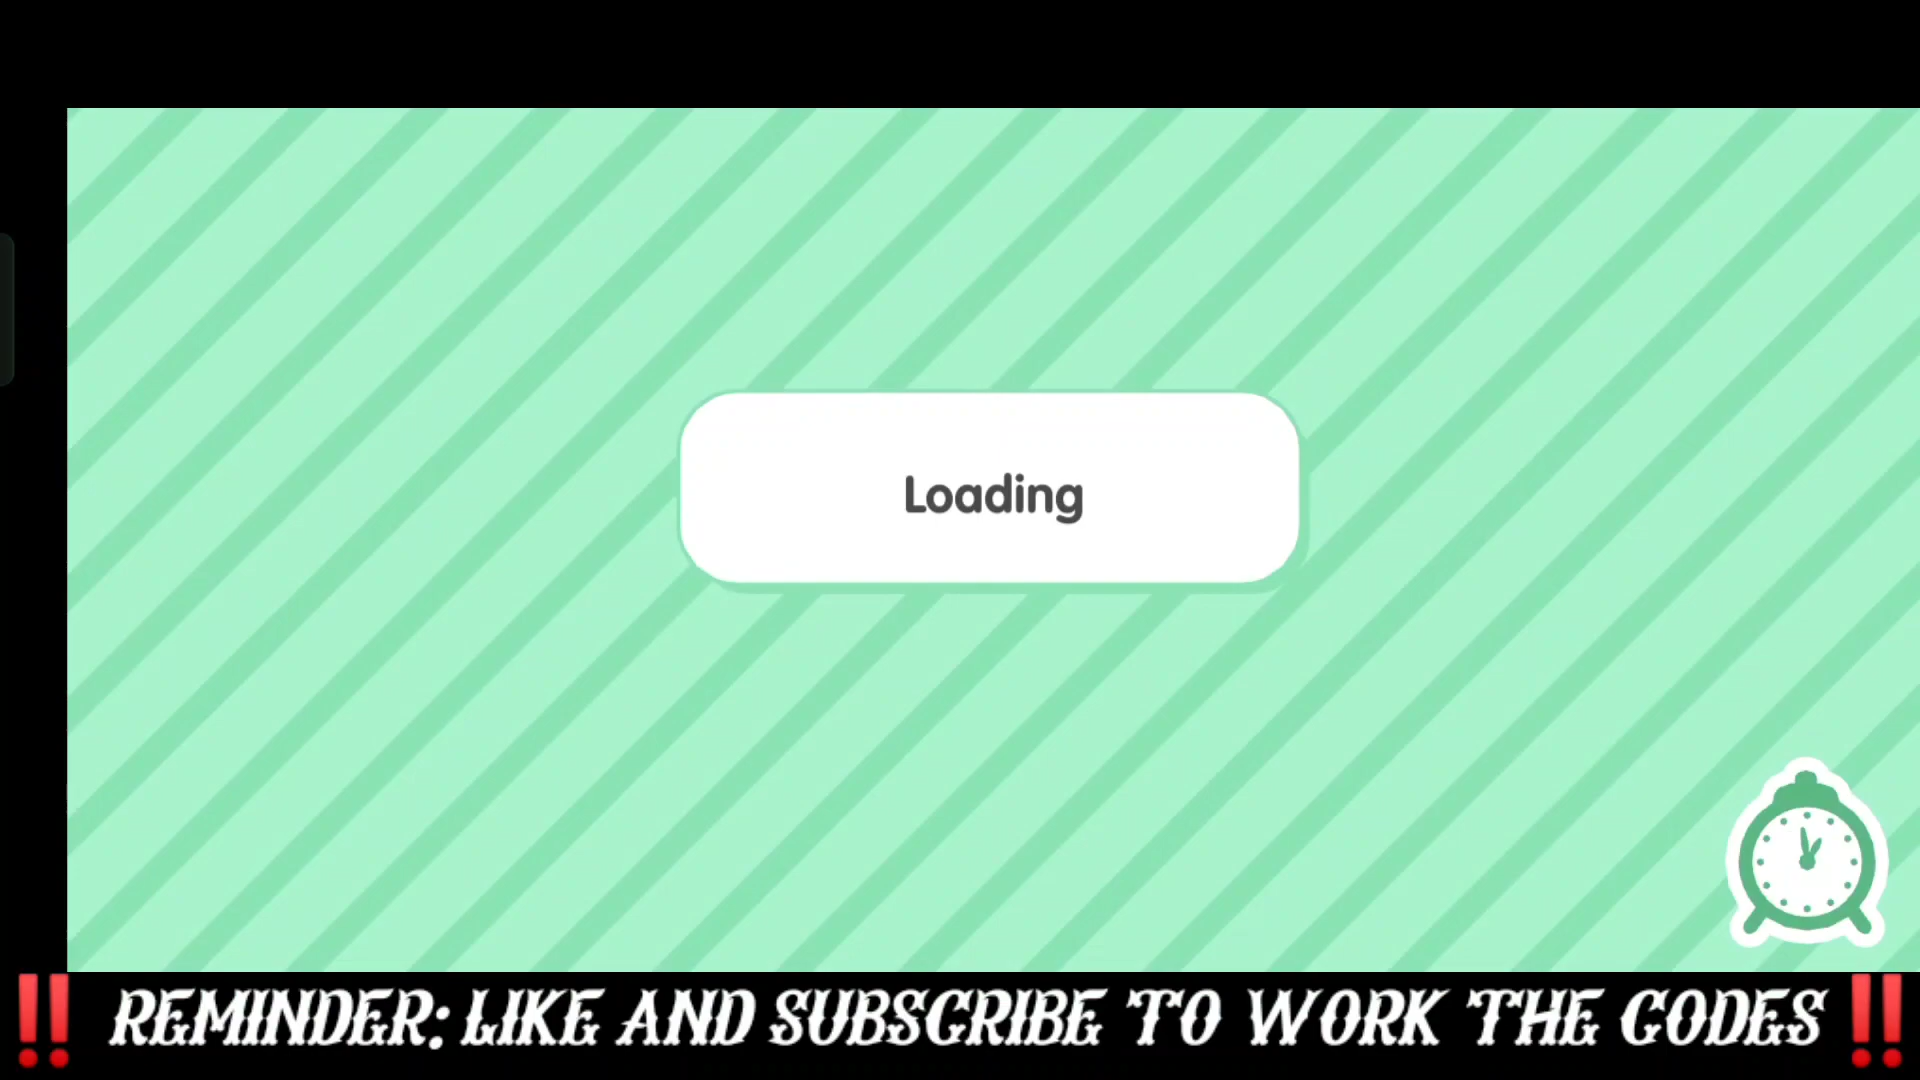 Loading
‼ REMINDER: LIKE AND SUBSCRIBE TO WORK THE CODES ‼